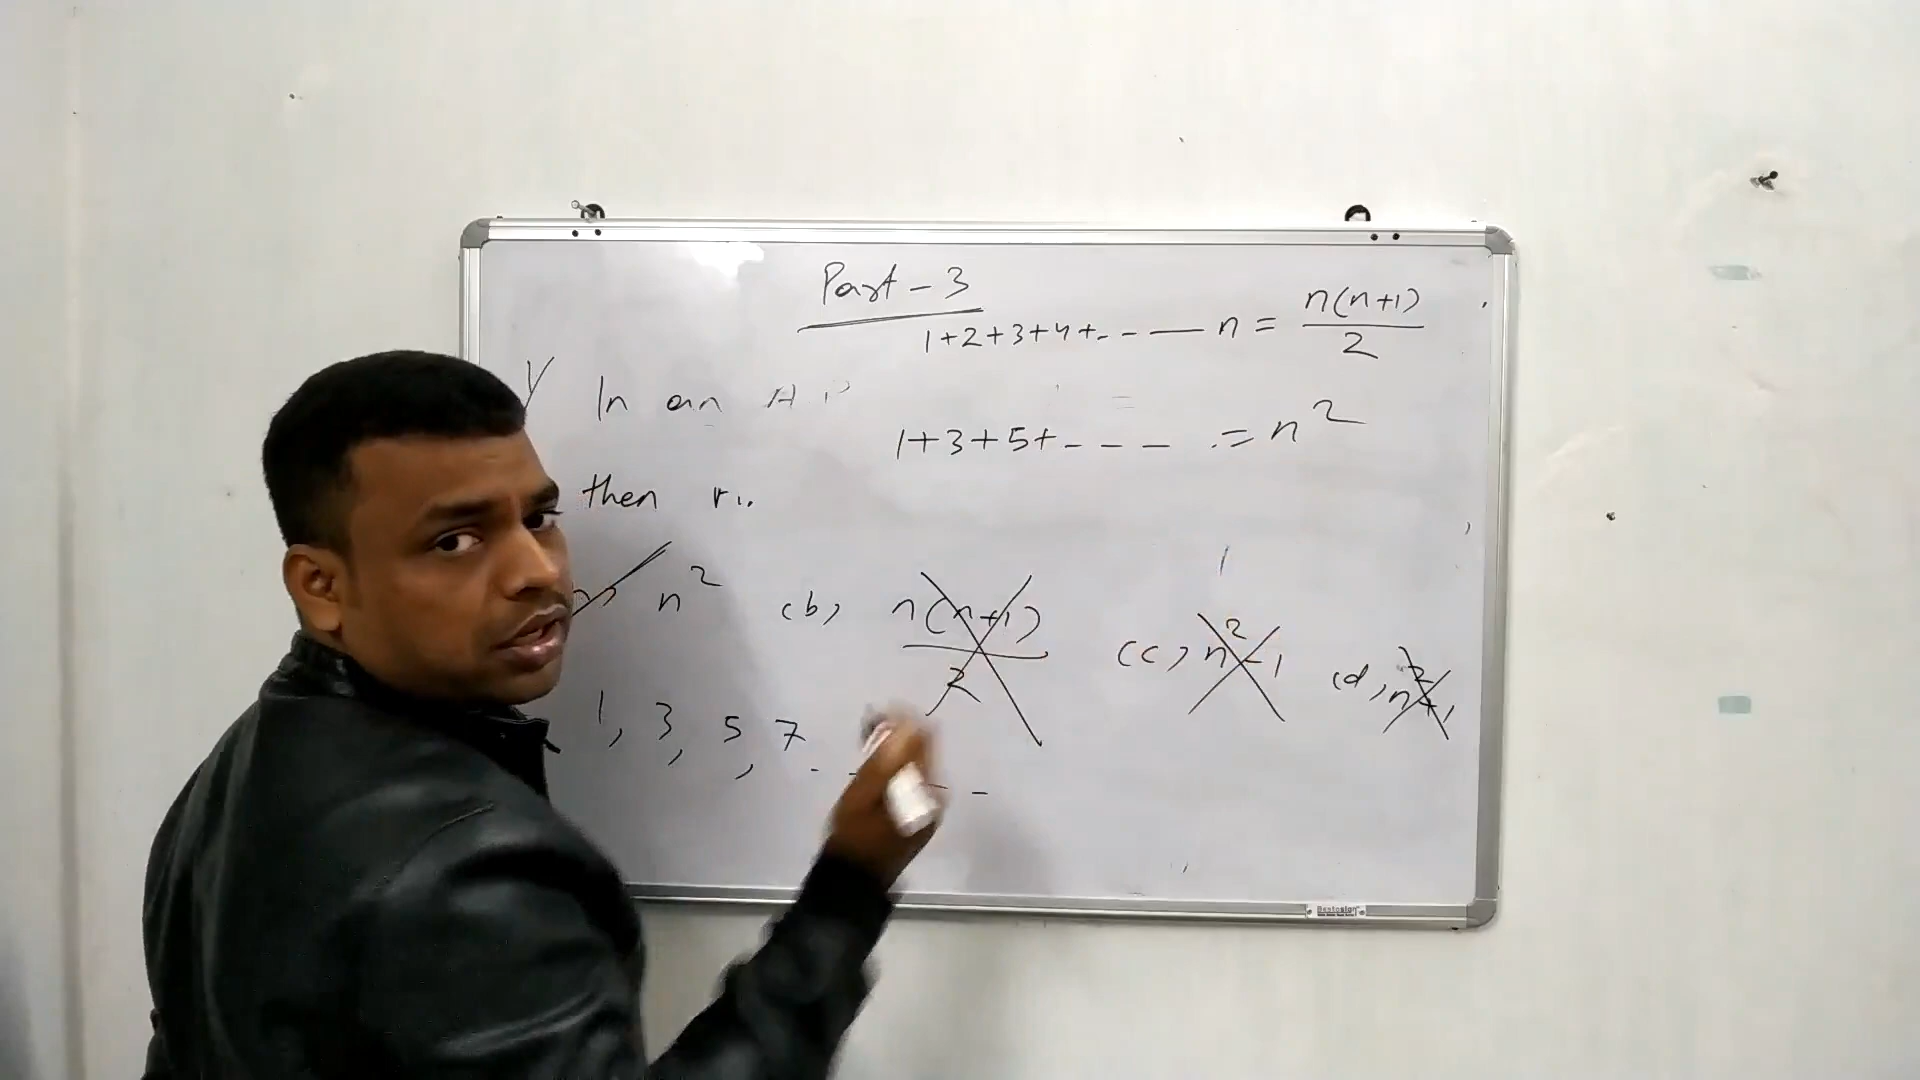 Part - 3
1+2+3+4+- - — n = n(n+1)/2
In an A P
1+3+5+- - - = n²
then
n² (b) n(n+1)/2 (c) n²-1 (d) n²+1
1, 3, 5, 7 - - - -